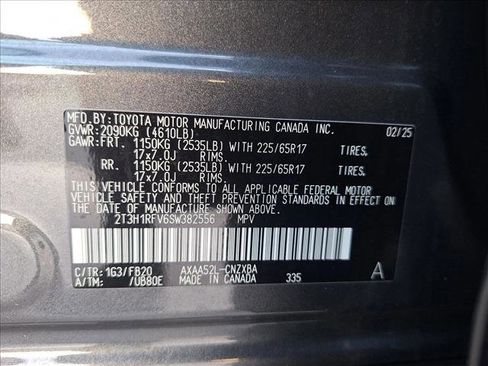 MFD.BY:TOYOTA MOTOR MANUFACTURING CANADA INC. 02/25
GVWR:2090KG (4610LB)
GAWR:FRT. 1150KG (2535LB) WITH 225/65R17 TIRES,
17x7.0J RIMS.
RR. 1150KG (2535LB) WITH 225/65R17 TIRES,
17x7.0J RIMS.
THIS VEHICLE CONFORMS TO ALL APPLICABLE FEDERAL MOTOR
VEHICLE SAFETY AND THEFT PREVENTION STANDARDS
IN EFFECT ON THE DATE OF MANUFACTURE SHOWN ABOVE.
2T3H1RFV6SW382556 MPV
C/TR:1G3/FB20 AXAA52L-CNZXBA A
A/TM: /UB80E MADE IN CANADA 335